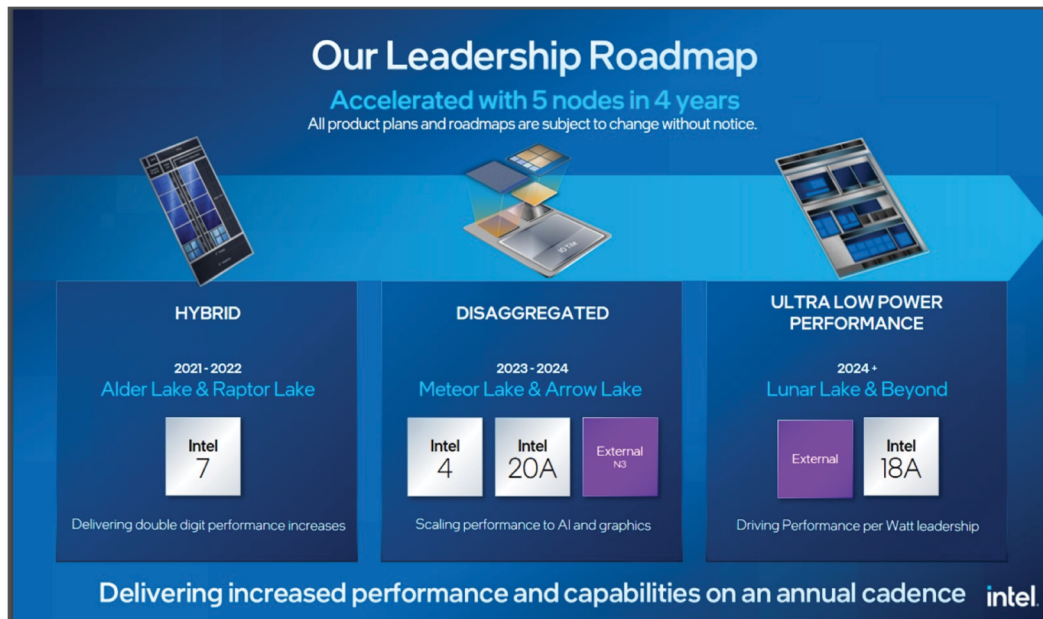 Our Leadership Roadmap
Accelerated with 5 nodes in 4 years
All product plans and roadmaps are subject to change without notice.
IO Tile
HYBRID
2021 - 2022
Alder Lake & Raptor Lake
Intel
7
Delivering double digit performance increases
DISAGGREGATED
2023 - 2024
Meteor Lake & Arrow Lake
Intel
4
Intel
20A
External
N3
Scaling performance to AI and graphics
ULTRA LOW POWER
PERFORMANCE
2024 +
Lunar Lake & Beyond
External
Intel
18A
Driving Performance per Watt leadership
Delivering increased performance and capabilities on an annual cadence
intel.